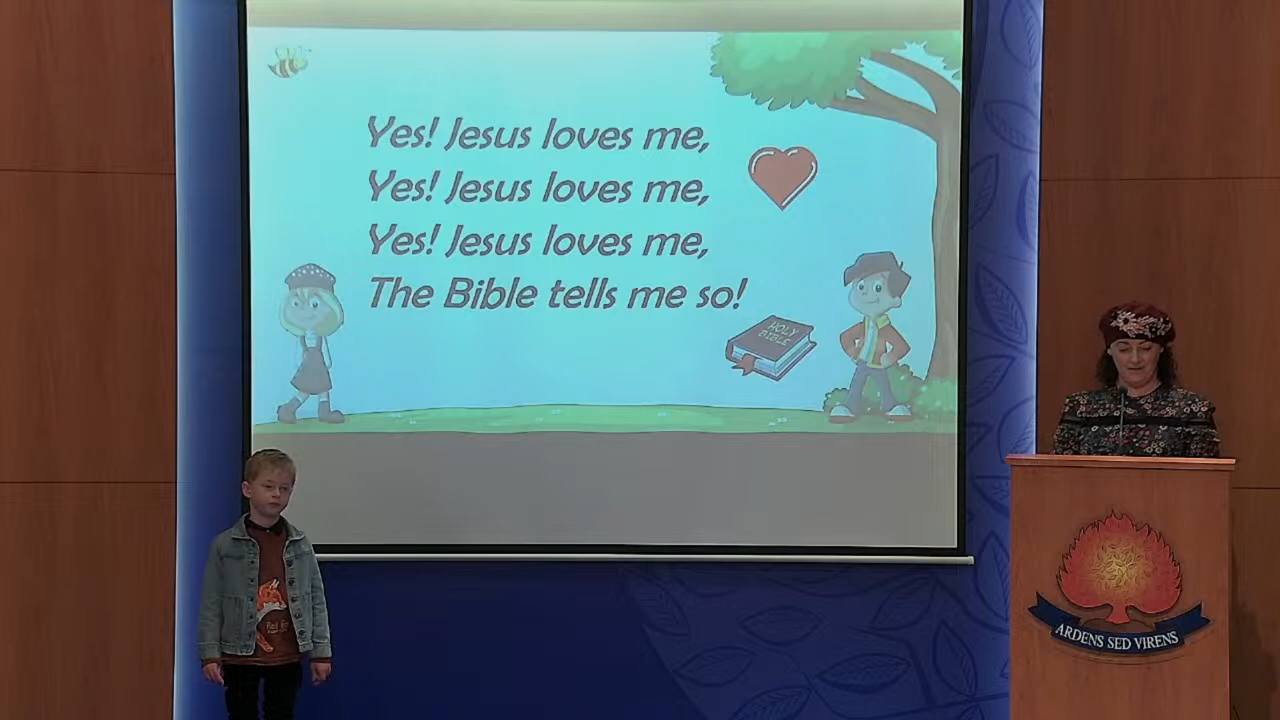 Yes! Jesus loves me,
Yes! Jesus loves me,
Yes! Jesus loves me,
The Bible tells me so!
HOLY
BIBLE
ARDENS SED VIRENS